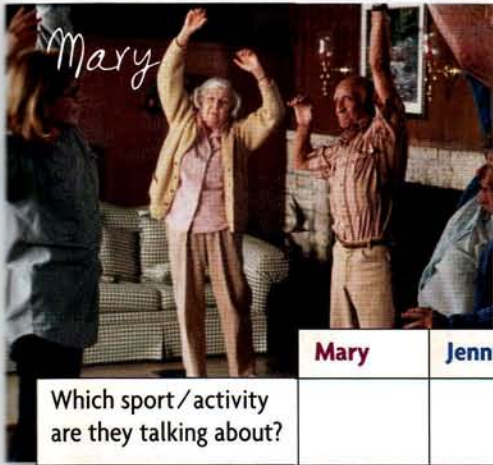 Mary
Mary Jenn
Which sport/activity
are they talking about?